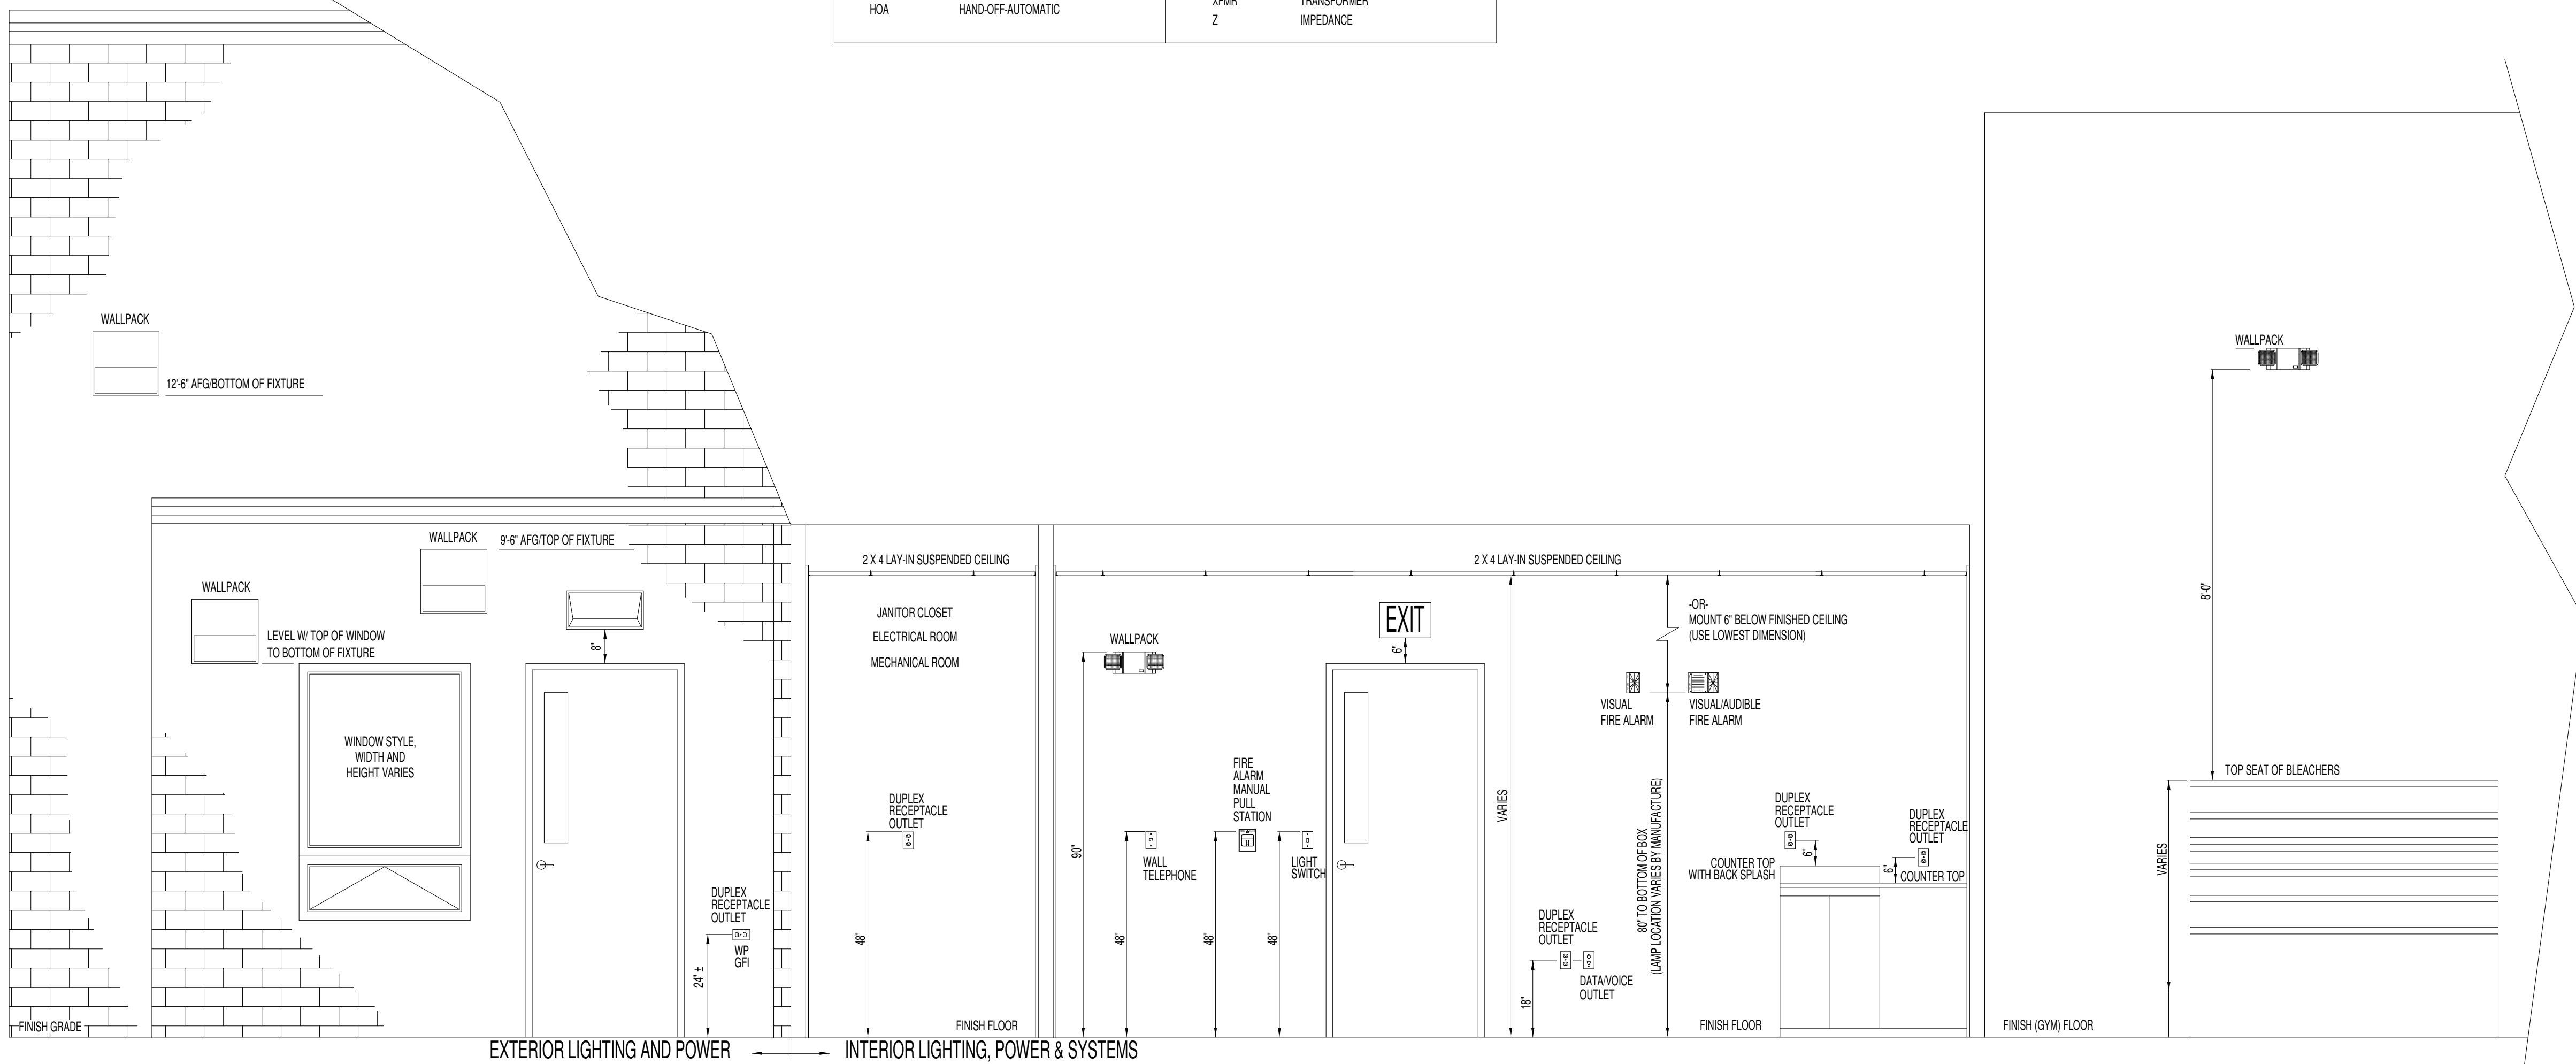 HOA HAND-OFF-AUTOMATIC
XFMR TRANSFORMER
Z IMPEDANCE
WALLPACK
12'-6" AFG/BOTTOM OF FIXTURE
WALLPACK
9'-6" AFG/TOP OF FIXTURE
WALLPACK
LEVEL W/ TOP OF WINDOW
TO BOTTOM OF FIXTURE
8"
WINDOW STYLE,
WIDTH AND
HEIGHT VARIES
DUPLEX
RECEPTACLE
OUTLET
WP
GFI
24" ±
FINISH GRADE
EXTERIOR LIGHTING AND POWER
2 X 4 LAY-IN SUSPENDED CEILING
JANITOR CLOSET
ELECTRICAL ROOM
MECHANICAL ROOM
DUPLEX
RECEPTACLE
OUTLET
48"
FINISH FLOOR
INTERIOR LIGHTING, POWER & SYSTEMS
2 X 4 LAY-IN SUSPENDED CEILING
WALLPACK
90"
EXIT
6"
WALL
TELEPHONE
48"
FIRE
ALARM
MANUAL
PULL
STATION
48"
LIGHT
SWITCH
48"
VARIES
-OR-
MOUNT 6" BELOW FINISHED CEILING
(USE LOWEST DIMENSION)
VISUAL
FIRE ALARM
VISUAL/AUDIBLE
FIRE ALARM
80" TO BOTTOM OF BOX
(LAMP LOCATION VARIES BY MANUFACTURE)
DUPLEX
RECEPTACLE
OUTLET
DATA/VOICE
OUTLET
18"
DUPLEX
RECEPTACLE
OUTLET
6"
COUNTER TOP
WITH BACK SPLASH
DUPLEX
RECEPTACLE
OUTLET
6"
COUNTER TOP
FINISH FLOOR
WALLPACK
8'-0"
TOP SEAT OF BLEACHERS
VARIES
FINISH (GYM) FLOOR